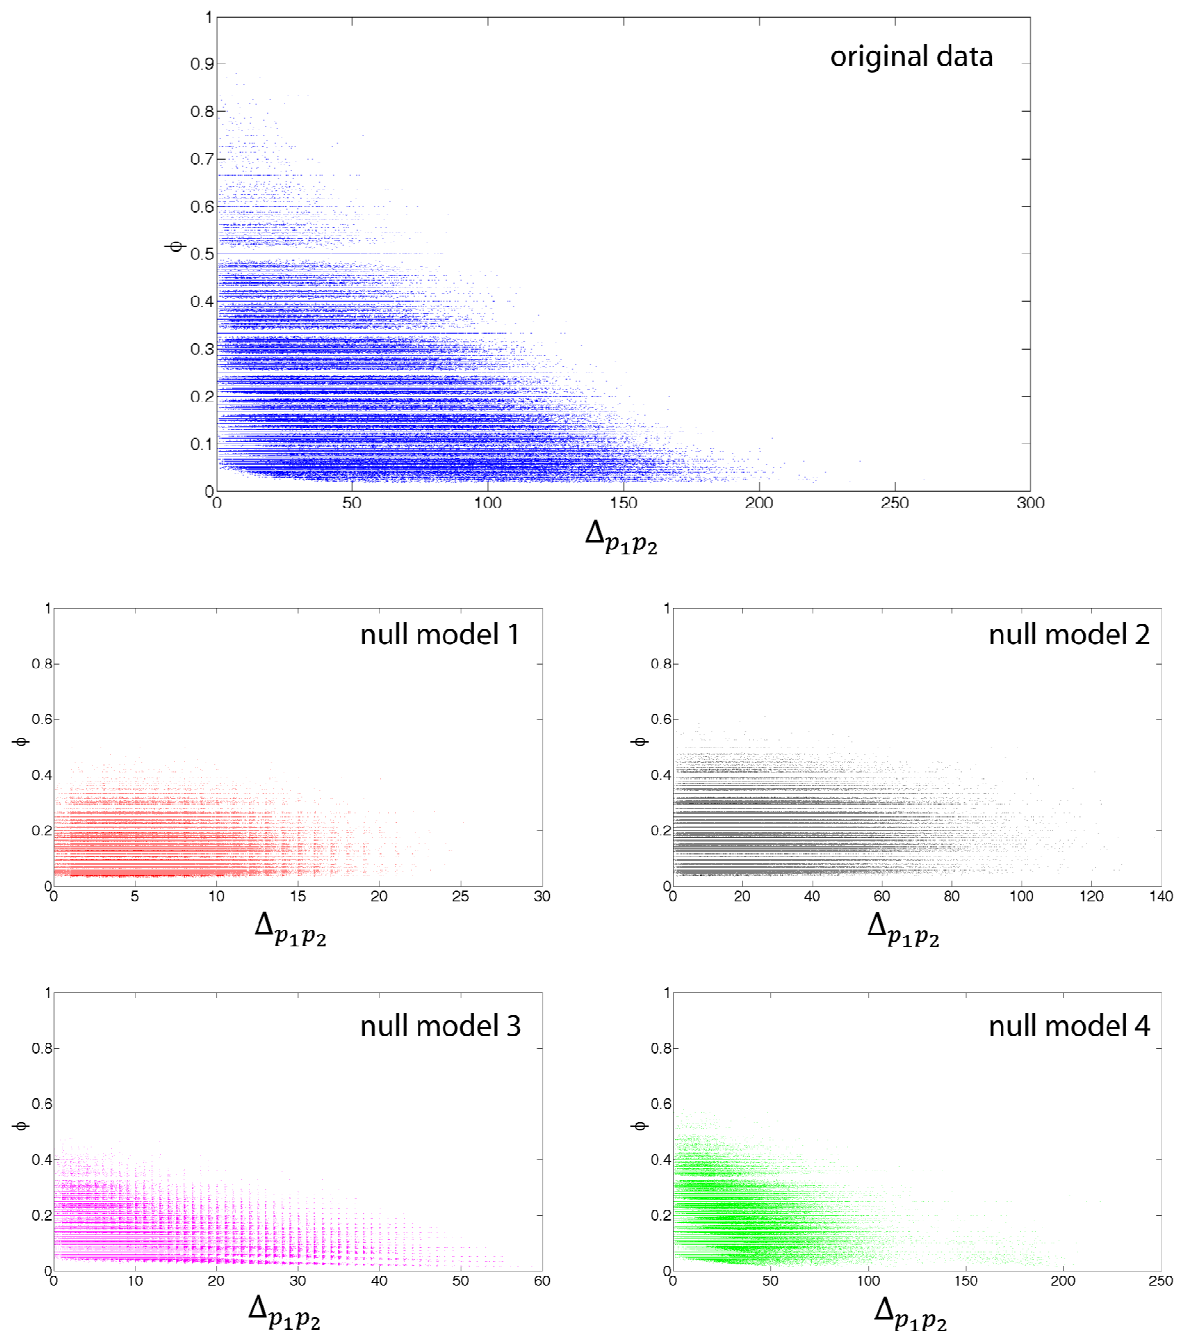 original data
1
0.9
0.8
0.7
0.6
0.5
0.4
0.3
0.2
0.1
0
ϕ
0 50 100 150 200 250 300
Δp₁p₂
null model 1
1
0.8
0.6
0.4
0.2
0
ϕ
0 5 10 15 20 25 30
Δp₁p₂
null model 2
1
0.8
0.6
0.4
0.2
0
ϕ
0 20 40 60 80 100 120 140
Δp₁p₂
null model 3
1
0.8
0.6
0.4
0.2
0
ϕ
0 10 20 30 40 50 60
Δp₁p₂
null model 4
1
0.8
0.6
0.4
0.2
0
ϕ
0 50 100 150 200 250
Δp₁p₂